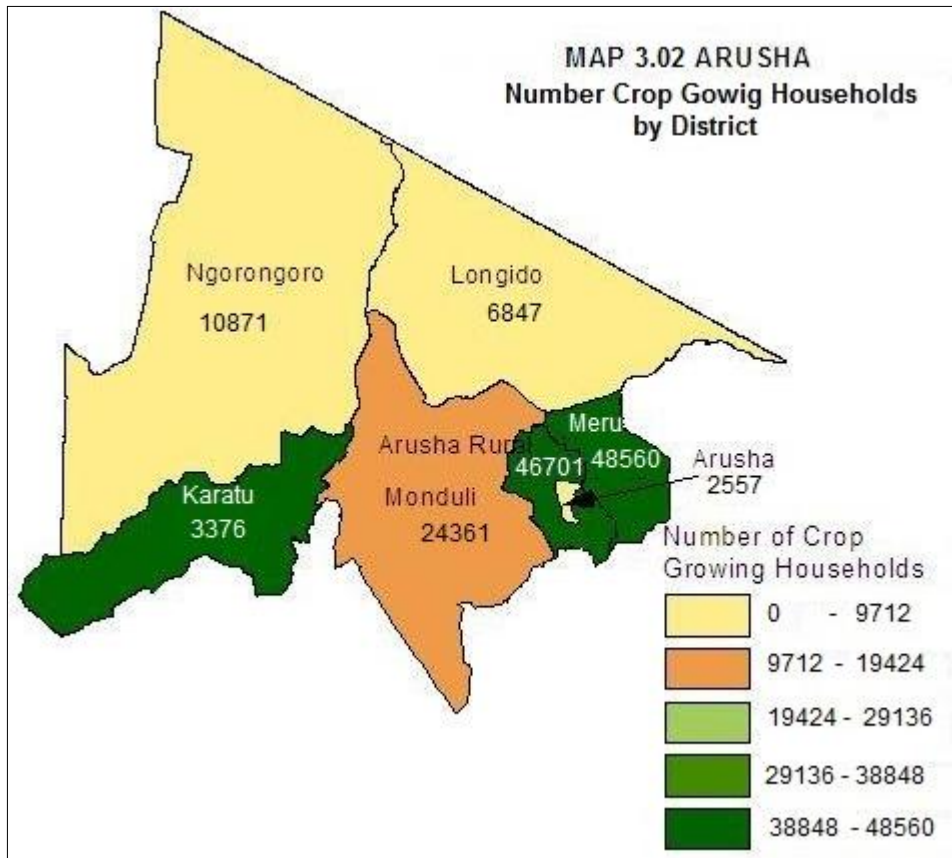 MAP 3.02 ARUSHA
Number Crop Gowig Households
by District
Ngorongoro
10871
Longido
6847
Meru
48560
Arusha Rural
46701
Arusha
2557
Karatu
3376
Monduli
24361
Number of Crop
Growing Households
0 - 9712
9712 - 19424
19424 - 29136
29136 - 38848
38848 - 48560